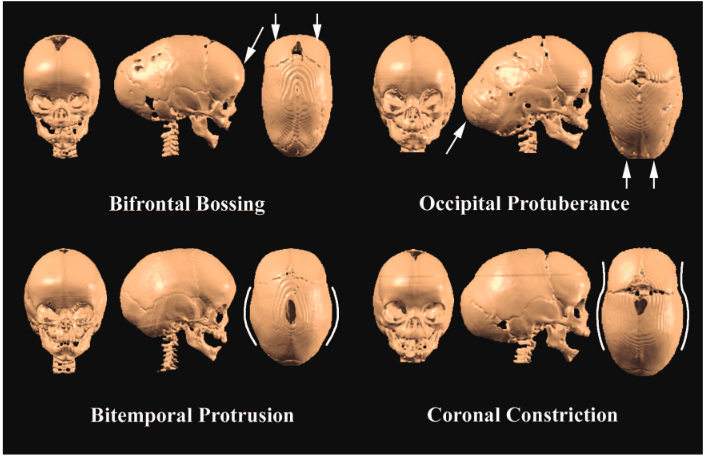 Bifrontal Bossing
Occipital Protuberance
Bitemporal Protrusion
Coronal Constriction